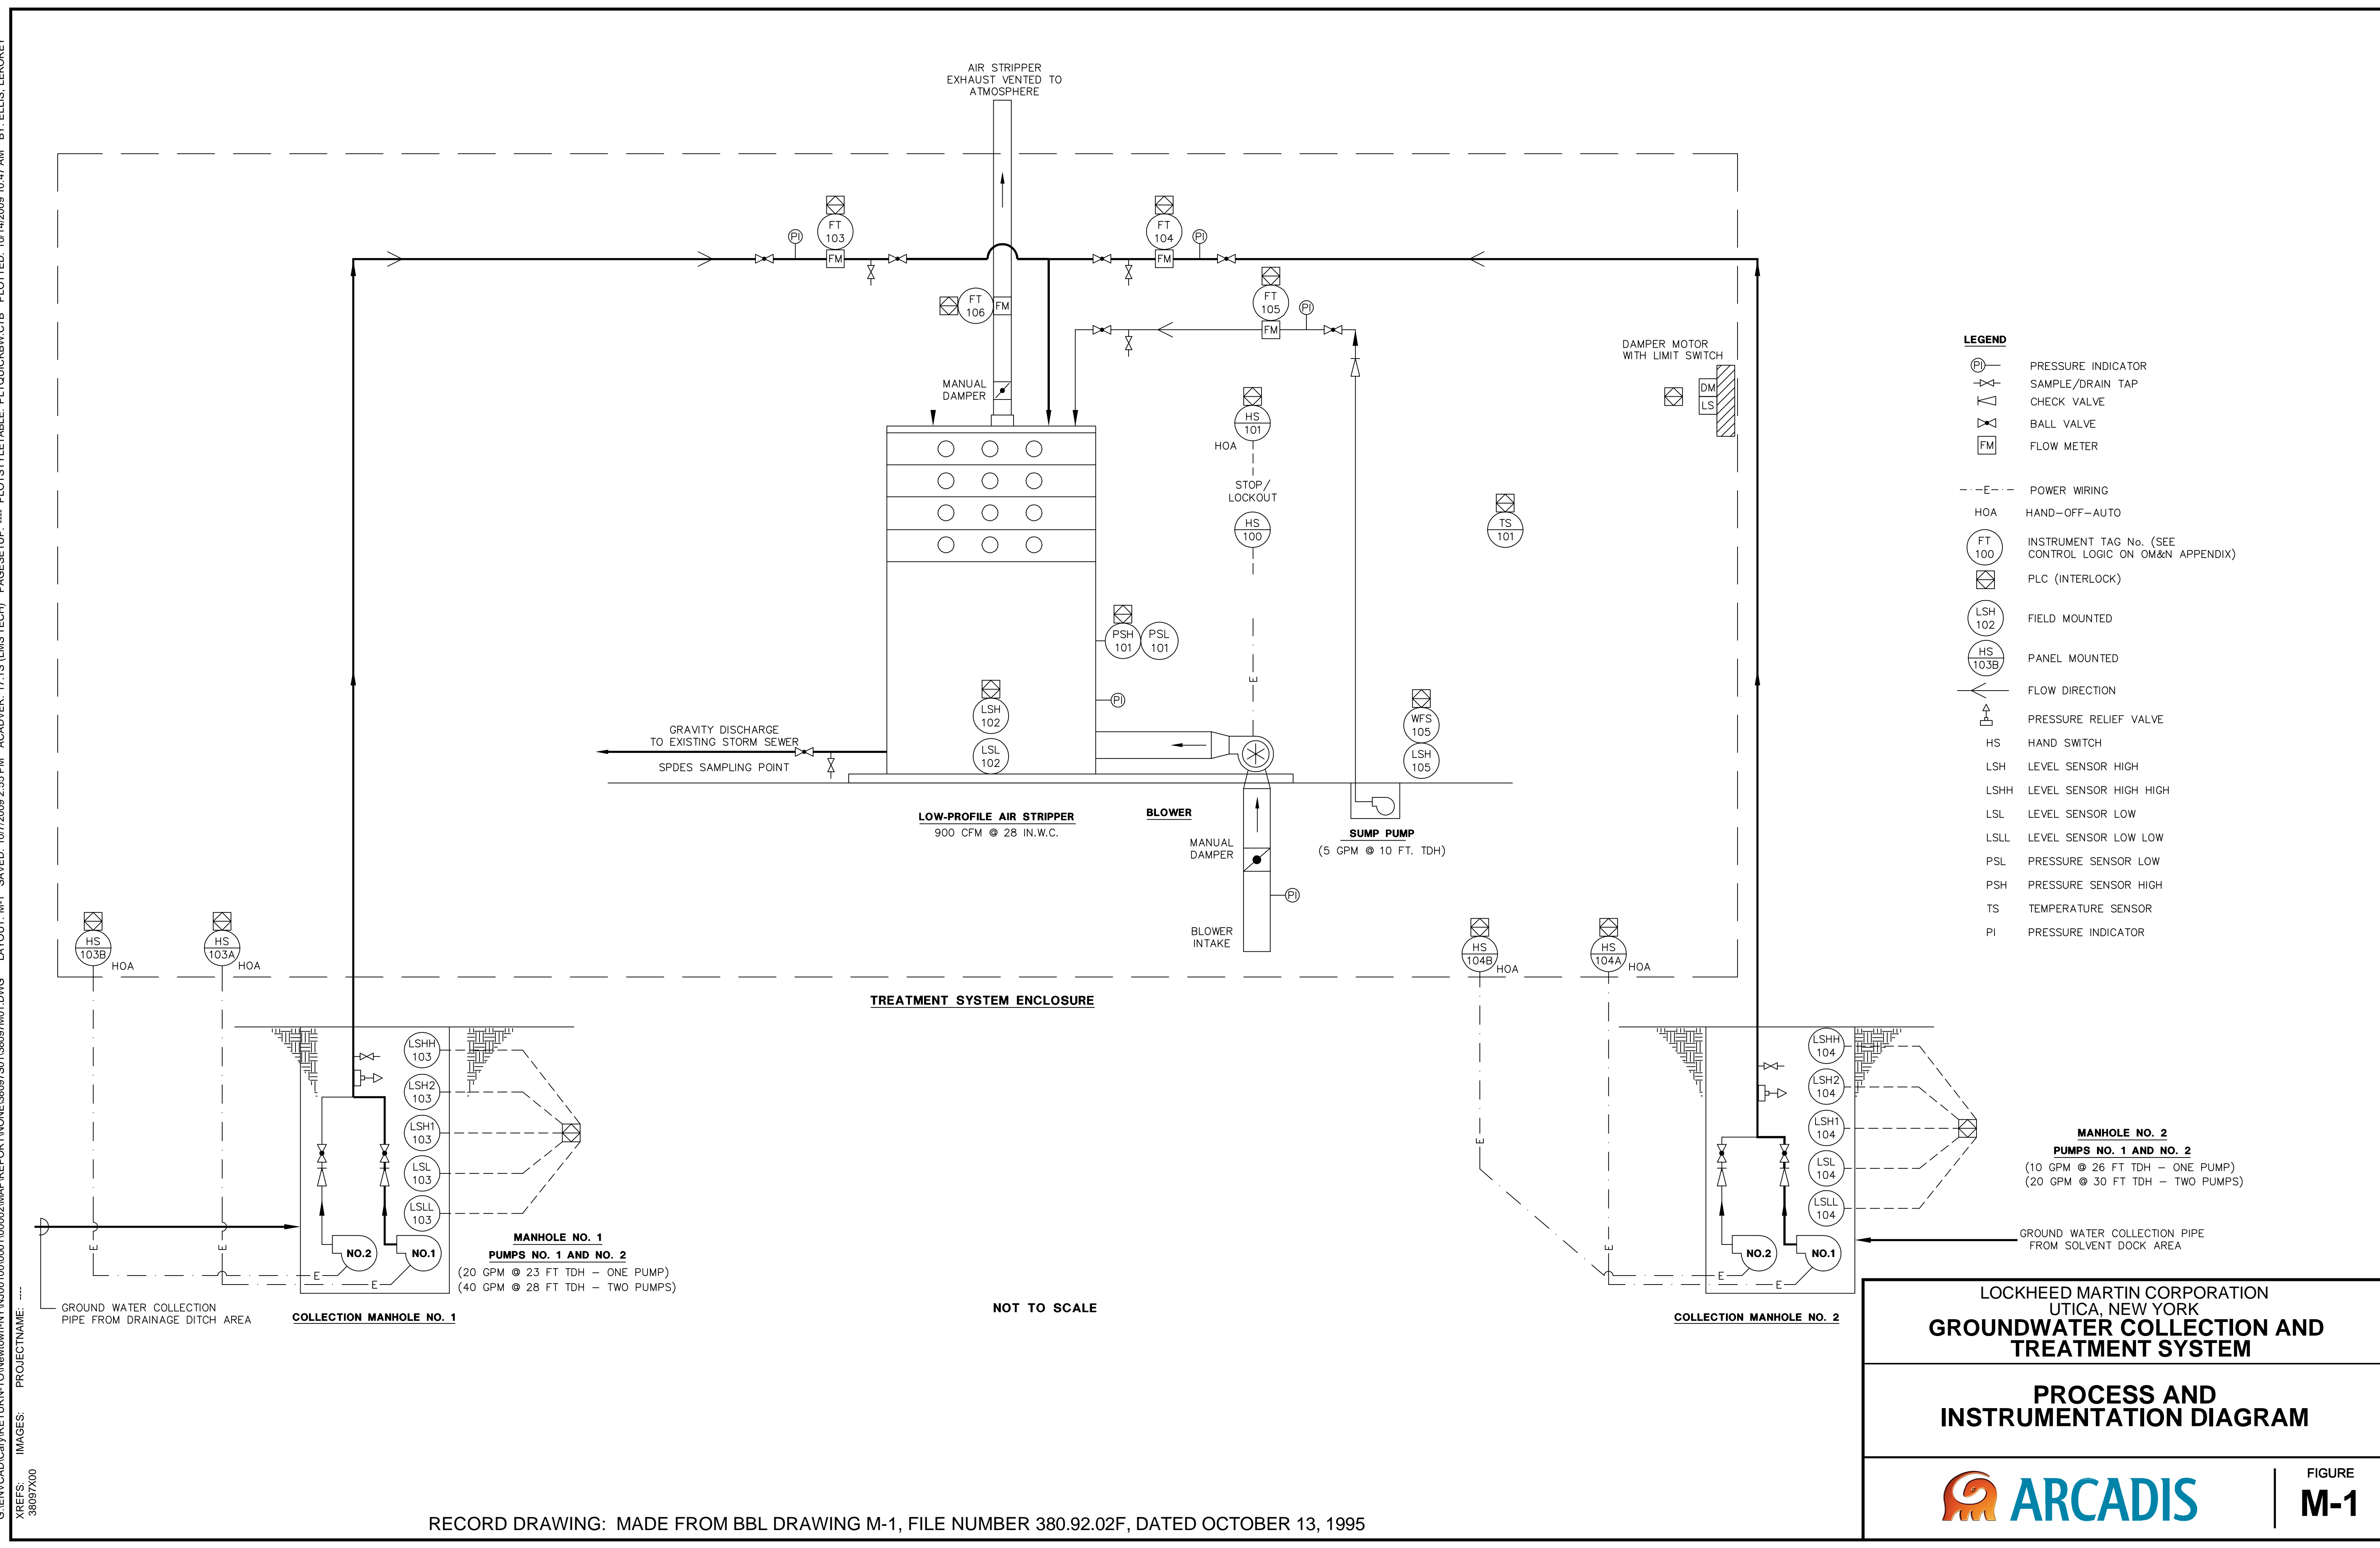 AIR STRIPPER
EXHAUST VENTED TO
ATMOSPHERE
PI
FT
103
FM
FT
104
FM
PI
FT
106
FM
FT
105
FM
PI
MANUAL
DAMPER
DAMPER MOTOR
WITH LIMIT SWITCH
DM
LS
HS
101
HOA
STOP/
LOCKOUT
HS
100
TS
101
PSH
101
PSL
101
E
PI
LSH
102
LSL
102
WFS
105
LSH
105
GRAVITY DISCHARGE
TO EXISTING STORM SEWER
SPDES SAMPLING POINT
LOW-PROFILE AIR STRIPPER
900 CFM @ 28 IN.W.C.
BLOWER
MANUAL
DAMPER
PI
BLOWER
INTAKE
SUMP PUMP
(5 GPM @ 10 FT. TDH)
HS
103B
HOA
HS
103A
HOA
HS
104B
HOA
HS
104A
HOA
TREATMENT SYSTEM ENCLOSURE
LSHH
103
LSH2
103
LSH1
103
LSL
103
LSLL
103
NO.2
NO.1
E
E
E
E
MANHOLE NO. 1
PUMPS NO. 1 AND NO. 2
(20 GPM @ 23 FT TDH – ONE PUMP)
(40 GPM @ 28 FT TDH – TWO PUMPS)
GROUND WATER COLLECTION
PIPE FROM DRAINAGE DITCH AREA
COLLECTION MANHOLE NO. 1
NOT TO SCALE
LSHH
104
LSH2
104
LSH1
104
LSL
104
LSLL
104
NO.2
NO.1
E
E
E
E
MANHOLE NO. 2
PUMPS NO. 1 AND NO. 2
(10 GPM @ 26 FT TDH – ONE PUMP)
(20 GPM @ 30 FT TDH – TWO PUMPS)
GROUND WATER COLLECTION PIPE
FROM SOLVENT DOCK AREA
COLLECTION MANHOLE NO. 2
LEGEND
PI PRESSURE INDICATOR
SAMPLE/DRAIN TAP
CHECK VALVE
BALL VALVE
FM FLOW METER
E POWER WIRING
HOA HAND–OFF–AUTO
FT
100
INSTRUMENT TAG No. (SEE
CONTROL LOGIC ON OM&N APPENDIX)
PLC (INTERLOCK)
LSH
102
FIELD MOUNTED
HS
103B
PANEL MOUNTED
FLOW DIRECTION
PRESSURE RELIEF VALVE
HS HAND SWITCH
LSH LEVEL SENSOR HIGH
LSHH LEVEL SENSOR HIGH HIGH
LSL LEVEL SENSOR LOW
LSLL LEVEL SENSOR LOW LOW
PSL PRESSURE SENSOR LOW
PSH PRESSURE SENSOR HIGH
TS TEMPERATURE SENSOR
PI PRESSURE INDICATOR
LOCKHEED MARTIN CORPORATION
UTICA, NEW YORK
GROUNDWATER COLLECTION AND
TREATMENT SYSTEM
PROCESS AND
INSTRUMENTATION DIAGRAM
ARCADIS
FIGURE
M-1
RECORD DRAWING: MADE FROM BBL DRAWING M-1, FILE NUMBER 380.92.02F, DATED OCTOBER 13, 1995
XREFS: IMAGES: PROJECTNAME: ----
38097X00